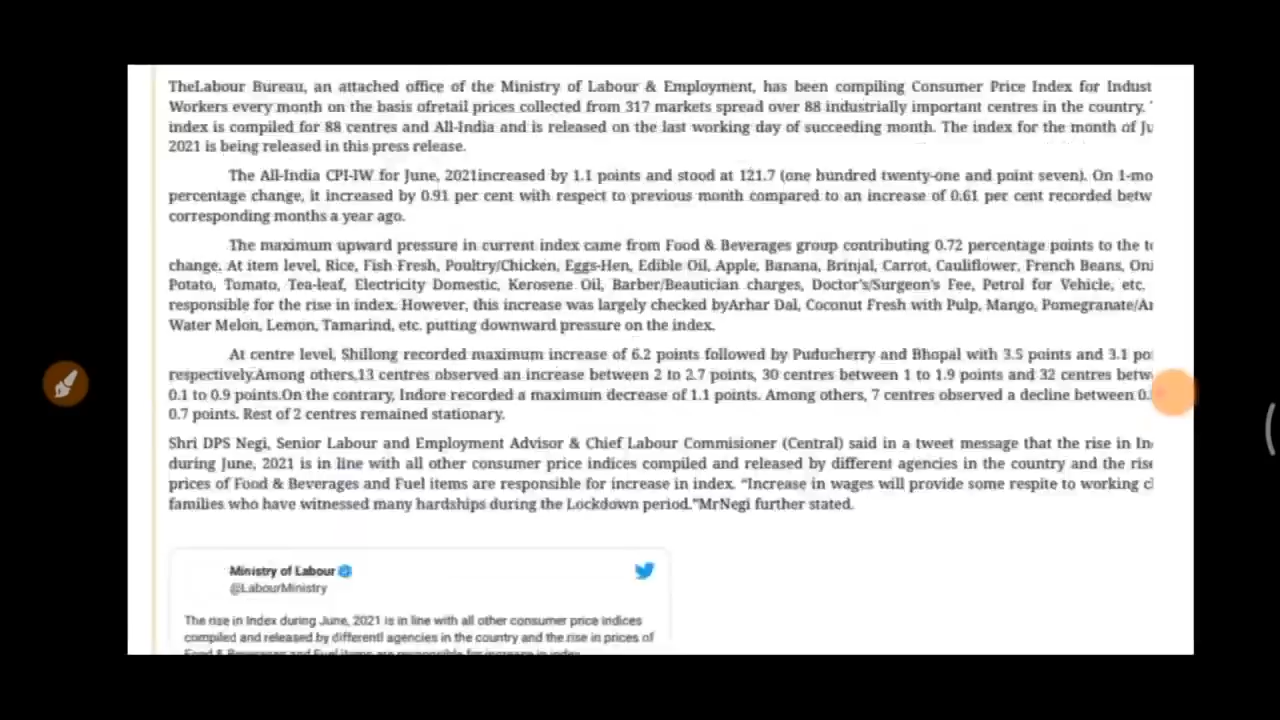 TheLabour Bureau, an attached office of the Ministry of Labour & Employment, has been compiling Consumer Price Index for Indust
Workers every month on the basis ofretail prices collected from 317 markets spread over 88 industrially important centres in the country.
index is compiled for 88 centres and All-India and is released on the last working day of succeeding month. The index for the month of Ju
2021 is being released in this press release.
The All-India CPI-IW for June, 2021increased by 1.1 points and stood at 121.7 (one hundred twenty-one and point seven). On 1-mo
percentage change, it increased by 0.91 per cent with respect to previous month compared to an increase of 0.61 per cent recorded betw
corresponding months a year ago.
The maximum upward pressure in current index came from Food & Beverages group contributing 0.72 percentage points to the to
change. At item level, Rice, Fish Fresh, Poultry/Chicken, Eggs-Hen, Edible Oil, Apple, Banana, Brinjal, Carrot, Cauliflower, French Beans, Oni
Potato, Tomato, Tea-leaf, Electricity Domestic, Kerosene Oil, Barber/Beautician charges, Doctor's/Surgeon's Fee, Petrol for Vehicle, etc.
responsible for the rise in index. However, this increase was largely checked byArhar Dal, Coconut Fresh with Pulp, Mango, Pomegranate/An
Water Melon, Lemon, Tamarind, etc. putting downward pressure on the index.
At centre level, Shillong recorded maximum increase of 6.2 points followed by Puducherry and Bhopal with 3.5 points and 3.1 po
respectively.Among others,13 centres observed an increase between 2 to 2.7 points, 30 centres between 1 to 1.9 points and 32 centres betw
0.1 to 0.9 points.On the contrary, Indore recorded a maximum decrease of 1.1 points. Among others, 7 centres observed a decline between 0.
0.7 points. Rest of 2 centres remained stationary.
Shri DPS Negi, Senior Labour and Employment Advisor & Chief Labour Commisioner (Central) said in a tweet message that the rise in In
during June, 2021 is in line with all other consumer price indices compiled and released by different agencies in the country and the rise
prices of Food & Beverages and Fuel items are responsible for increase in index. "Increase in wages will provide some respite to working cl
families who have witnessed many hardships during the Lockdown period."MrNegi further stated.
Ministry of Labour
@LabourMinistry
The rise in Index during June, 2021 is in line with all other consumer price indices
compiled and released by differentl agencies in the country and the rise in prices of
Food & Beverages and Fuel items are responsible for increase in index